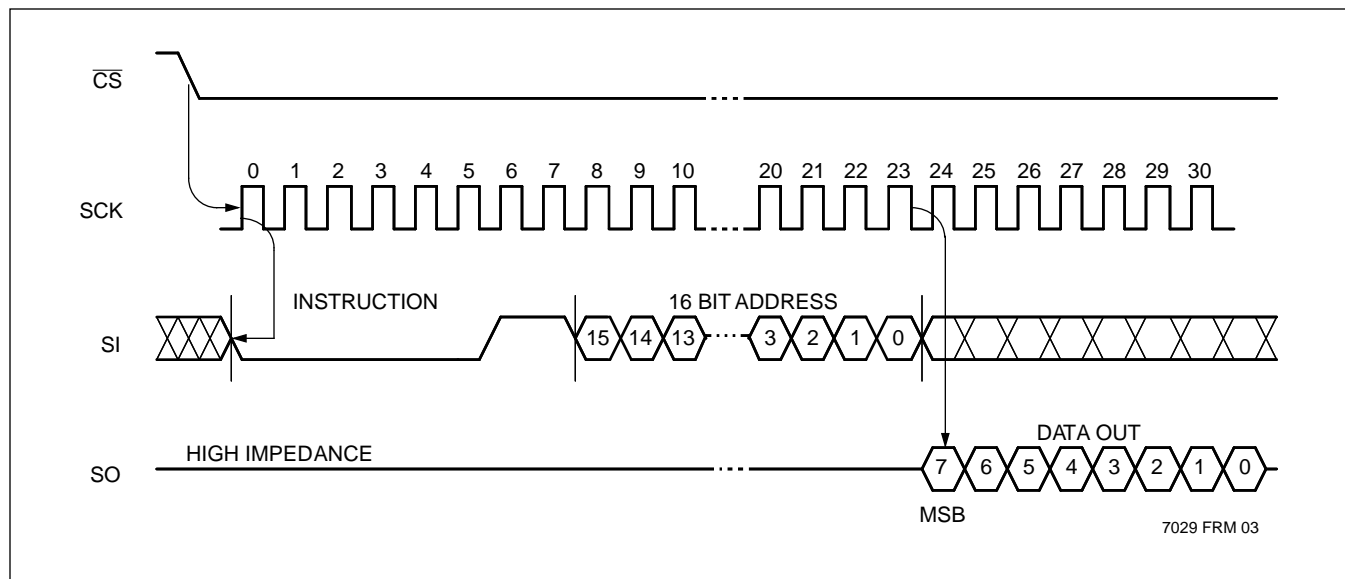 CS
0 1 2 3 4 5 6 7 8 9 10 20 21 22 23 24 25 26 27 28 29 30
SCK
INSTRUCTION 16 BIT ADDRESS
SI 15 14 13 3 2 1 0
HIGH IMPEDANCE DATA OUT
SO 7 6 5 4 3 2 1 0
MSB
7029 FRM 03